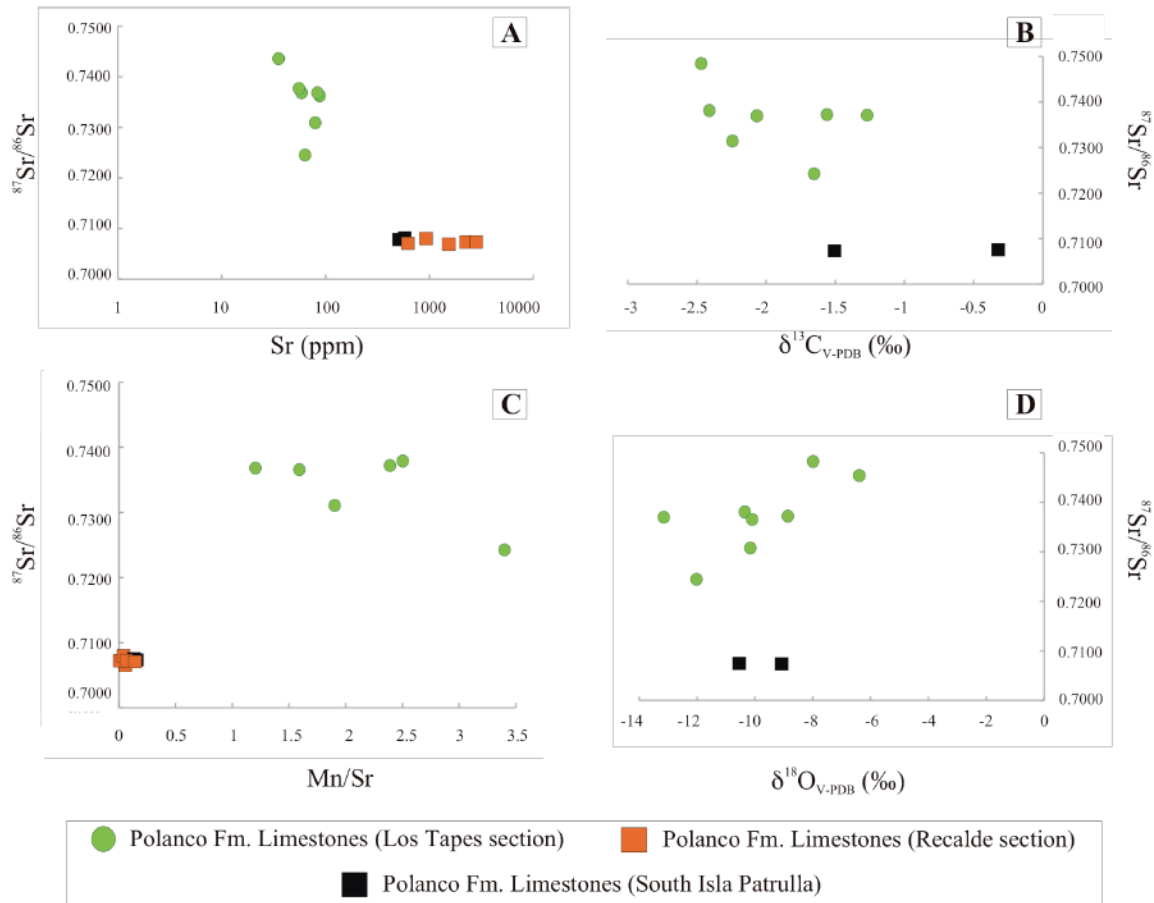 A
0.7500
0.7400
0.7300
0.7200
0.7100
0.7000
⁸⁷Sr/⁸⁶Sr
1 10 100 1000 10000
Sr (ppm)
B
0.7500
0.7400
0.7300
0.7200
0.7100
0.7000
⁸⁷Sr/⁸⁶Sr
-3 -2.5 -2 -1.5 -1 -0.5 0
δ¹³C_V-PDB (‰)
C
0.7500
0.7400
0.7300
0.7200
0.7100
0.7000
⁸⁷Sr/⁸⁶Sr
0 0.5 1 1.5 2 2.5 3 3.5
Mn/Sr
D
0.7500
0.7400
0.7300
0.7200
0.7100
0.7000
⁸⁷Sr/⁸⁶Sr
-14 -12 -10 -8 -6 -4 -2 0
δ¹⁸O_V-PDB (‰)
Polanco Fm. Limestones (Los Tapes section)
Polanco Fm. Limestones (Recalde section)
Polanco Fm. Limestones (South Isla Patrulla)